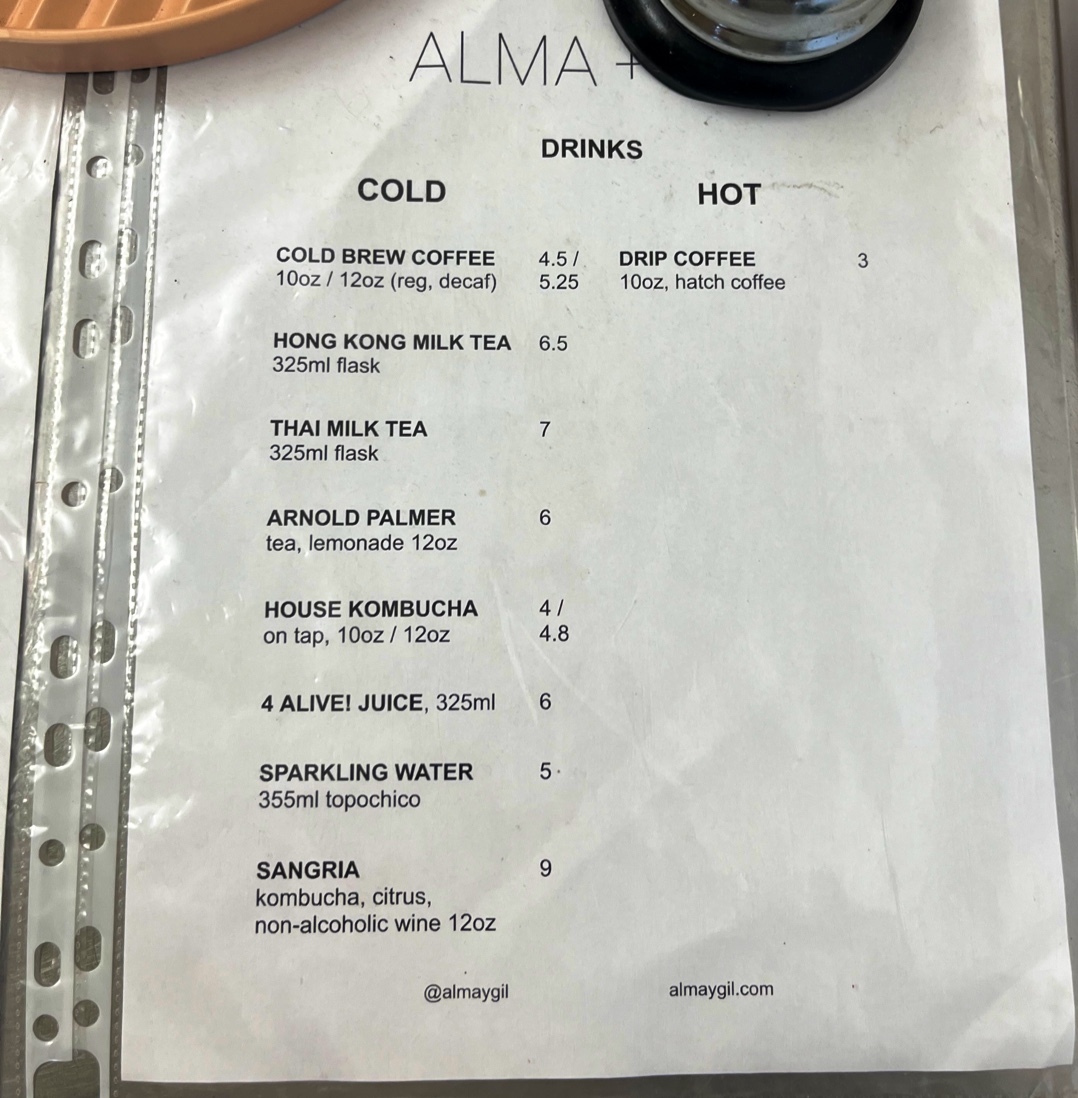 ALMA +
DRINKS
COLD
HOT
COLD BREW COFFEE 4.5 /
10oz / 12oz (reg, decaf) 5.25
DRIP COFFEE 3
10oz, hatch coffee
HONG KONG MILK TEA 6.5
325ml flask
THAI MILK TEA 7
325ml flask
ARNOLD PALMER 6
tea, lemonade 12oz
HOUSE KOMBUCHA 4 /
on tap, 10oz / 12oz 4.8
4 ALIVE! JUICE, 325ml 6
SPARKLING WATER 5
355ml topochico
SANGRIA 9
kombucha, citrus,
non-alcoholic wine 12oz
@almaygil almaygil.com